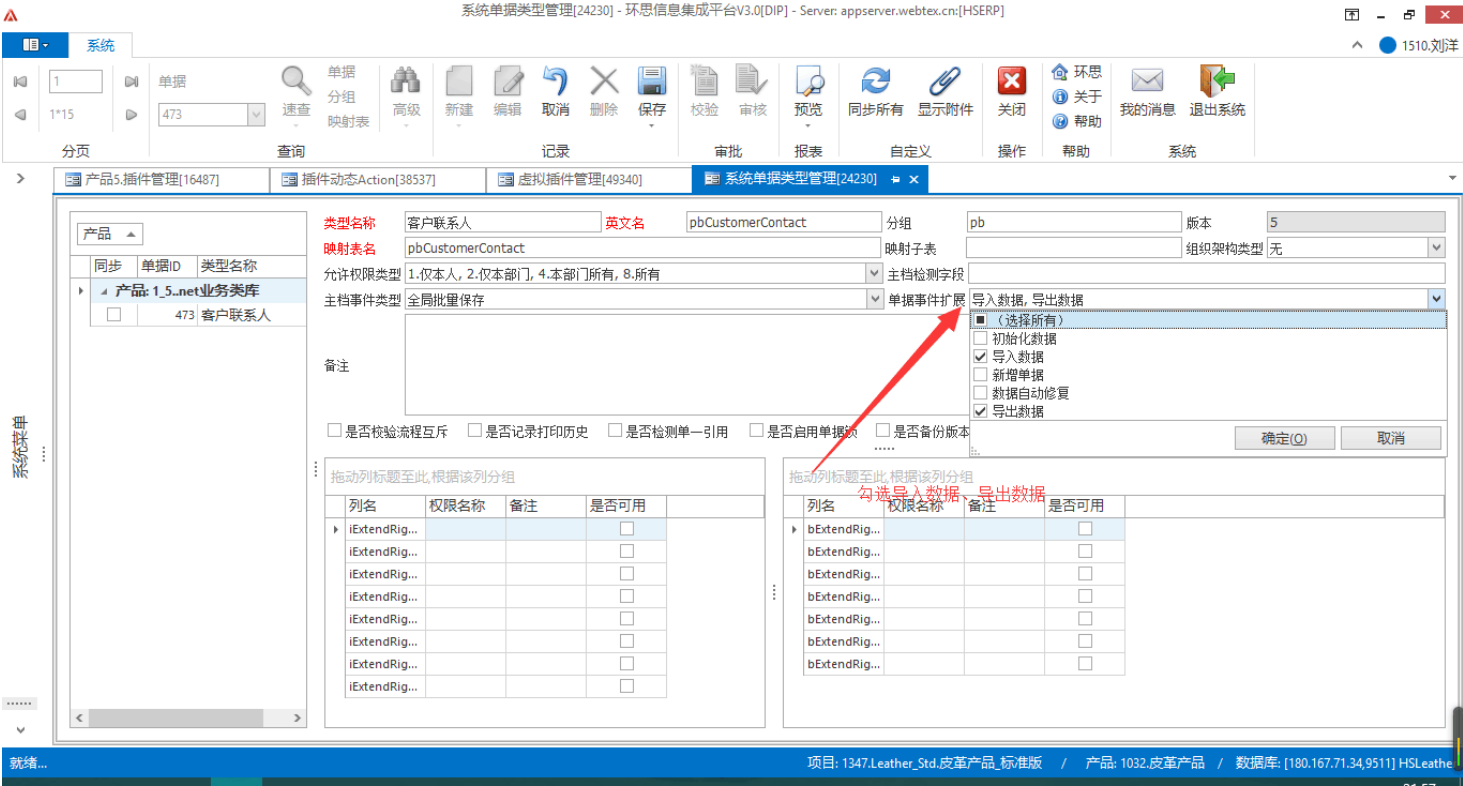 系统单据类型管理[24230] - 环思信息集成平台V3.0[DIP] - Server: appserver.webtex.cn:[HSERP]
系统
1510.刘洋
1
单据
1*15
473
速查
单据
分组
映射表
高级
新建
编辑
取消
删除
保存
校验
审核
预览
同步所有
显示附件
关闭
环思
关于
帮助
我的消息
退出系统
分页
查询
记录
审批
报表
自定义
操作
帮助
系统
产品5.插件管理[16487]
插件动态Action[38537]
虚拟插件管理[49340]
系统单据类型管理[24230]
系统菜单
产品
同步 单据ID 类型名称
产品: 1_5..net业务类库
473 客户联系人
类型名称 客户联系人 英文名 pbCustomerContact 分组 pb 版本 5
映射表名 pbCustomerContact 映射子表 组织架构类型 无
允许权限类型 1.仅本人, 2.仅本部门, 4.本部门所有, 8.所有 主档检测字段
主档事件类型 全局批量保存 单据事件扩展 导入数据, 导出数据
(选择所有)
初始化数据
导入数据
新增单据
数据自动修复
导出数据
确定(O) 取消
备注
是否校验流程互斥 是否记录打印历史 是否检测单一引用 是否启用单据锁 是否备份版本
拖动列标题至此,根据该列分组
列名 权限名称 备注 是否可用
iExtendRig...
iExtendRig...
iExtendRig...
iExtendRig...
iExtendRig...
iExtendRig...
iExtendRig...
iExtendRig...
拖动列标题至此,根据该列分组
勾选导入数据、导出数据
列名 权限名称 备注 是否可用
bExtendRig...
bExtendRig...
bExtendRig...
bExtendRig...
bExtendRig...
bExtendRig...
bExtendRig...
就绪...
项目: 1347.Leather_Std.皮革产品_标准版 / 产品: 1032.皮革产品 / 数据库: [180.167.71.34,9511] HSLeathe